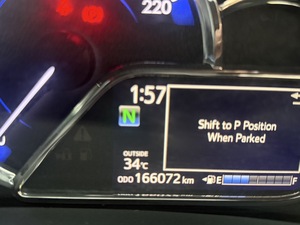 220
1:57
N
Shift to P Position
When Parked
OUTSIDE
34°C
ODO 166072 km
E F